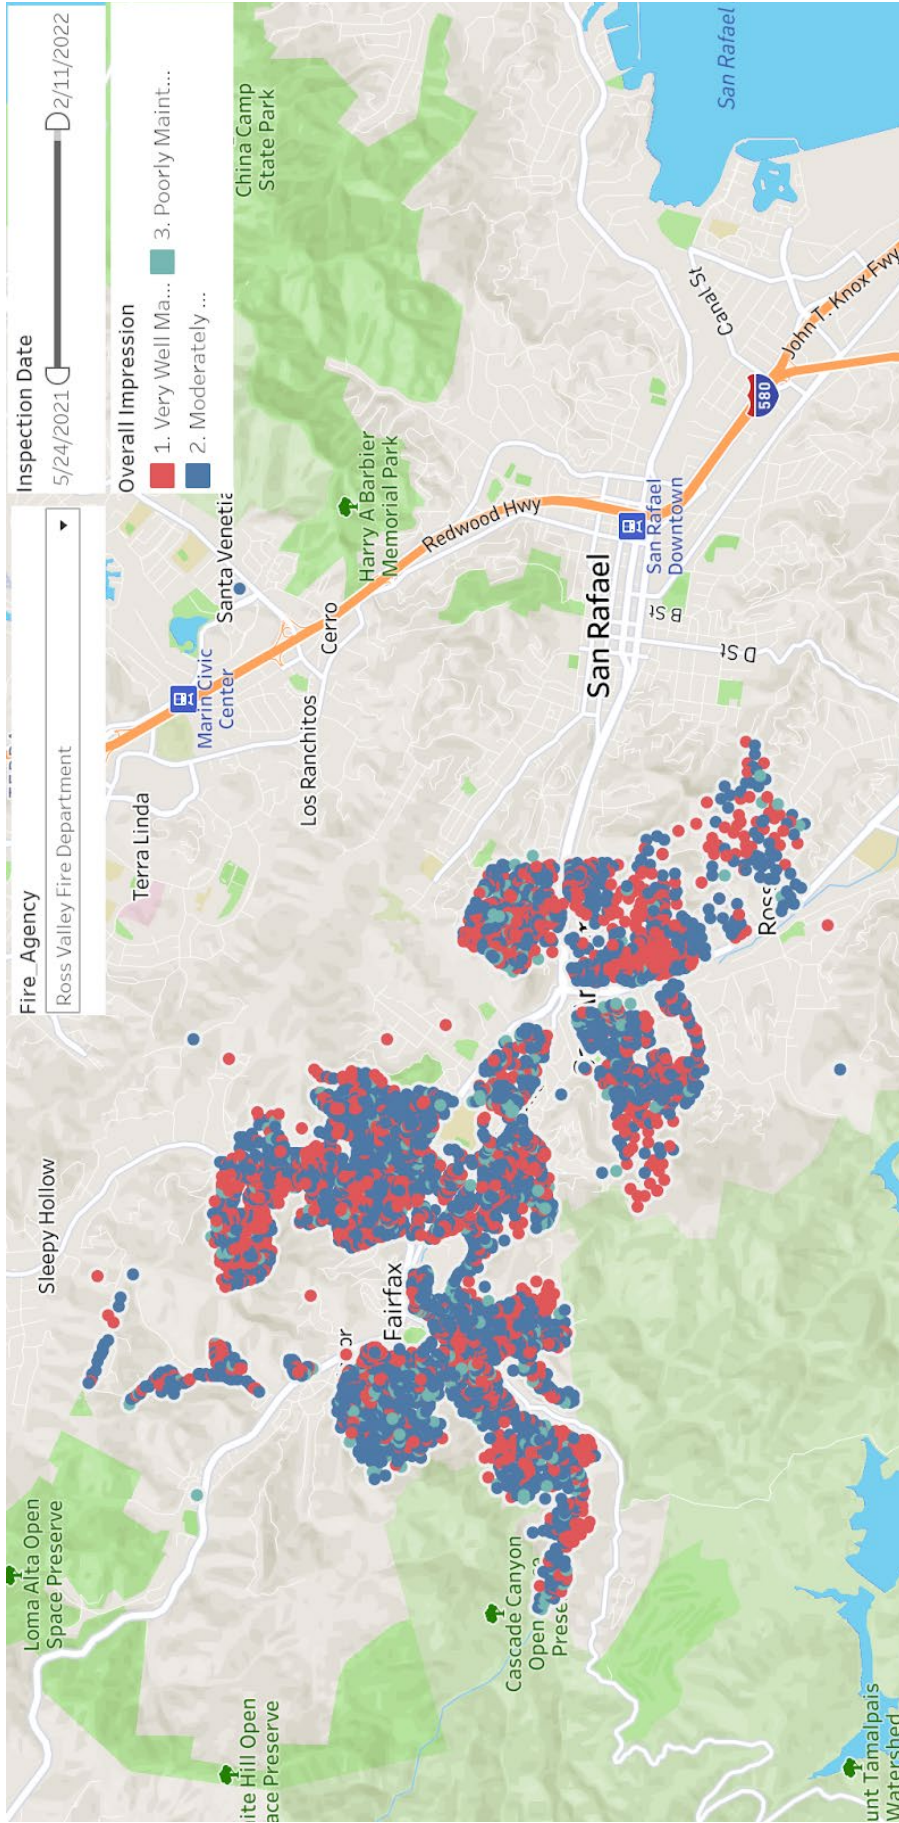 Fire_Agency
Ross Valley Fire Department
Inspection Date
5/24/2021
2/11/2022
Overall Impression
1. Very Well Ma...
3. Poorly Maint...
2. Moderately ...
Loma Alta Open
Space Preserve
Sleepy Hollow
Terra Linda
Marin Civic
Center
Santa Venetia
China Camp
State Park
Los Ranchitos
Cerro
Harry A Barbier
Memorial Park
Redwood Hwy
ite Hill Open
ace Preserve
Fairfax
Cascade Canyon
Open
Prese
San Rafael
San Rafael
Downtown
B St
D St
Canal St
580
John T. Knox Fwy
San Rafael
Ross
unt Tamalpais
Watershed